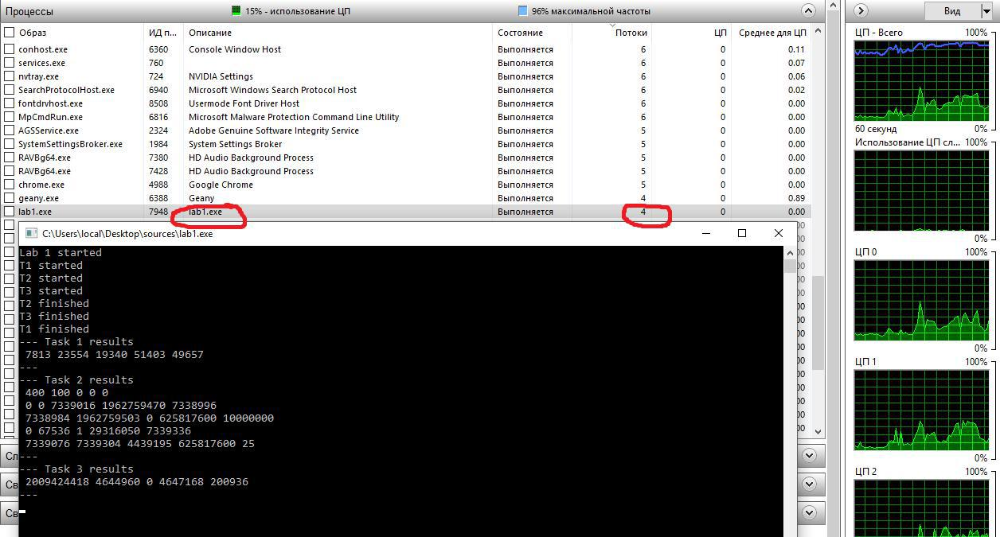 Процессы 15% - использование ЦП 96% максимальной частоты
Образ ИД п... Описание Состояние Потоки ЦП Среднее для ЦП
conhost.exe 6360 Console Window Host Выполняется 6 0 0.11
services.exe 760 Выполняется 6 0 0.07
nvtray.exe 724 NVIDIA Settings Выполняется 6 0 0.06
SearchProtocolHost.exe 6940 Microsoft Windows Search Protocol Host Выполняется 6 0 0.02
fontdrvhost.exe 8508 Usermode Font Driver Host Выполняется 6 0 0.00
MpCmdRun.exe 6816 Microsoft Malware Protection Command Line Utility Выполняется 6 0 0.00
AGSService.exe 2324 Adobe Genuine Software Integrity Service Выполняется 5 0 0.00
SystemSettingsBroker.exe 1984 System Settings Broker Выполняется 5 0 0.00
RAVBg64.exe 7380 HD Audio Background Process Выполняется 5 0 0.00
RAVBg64.exe 7428 HD Audio Background Process Выполняется 5 0 0.00
chrome.exe 4988 Google Chrome Выполняется 5 0 0.00
geany.exe 6388 Geany Выполняется 4 0 0.89
lab1.exe 7948 lab1.exe Выполняется 4 0 0.00
C:\Users\local\Desktop\sources\lab1.exe
Lab 1 started
T1 started
T2 started
T3 started
T2 finished
T3 finished
T1 finished
--- Task 1 results
7813 23554 19340 51403 49657
---
--- Task 2 results
400 100 0 0 0
0 0 7339016 1962759470 7338996
7338984 1962759503 0 625817600 10000000
0 67536 1 29316050 7339336
7339076 7339304 4439195 625817600 25
---
--- Task 3 results
2009424418 4644960 0 4647168 200936
---
Сл
Св
Св
Вид
ЦП - Всего 100%
60 секунд 0%
Использование ЦП сл... 100%
0%
ЦП 0 100%
0%
ЦП 1 100%
0%
ЦП 2 100%